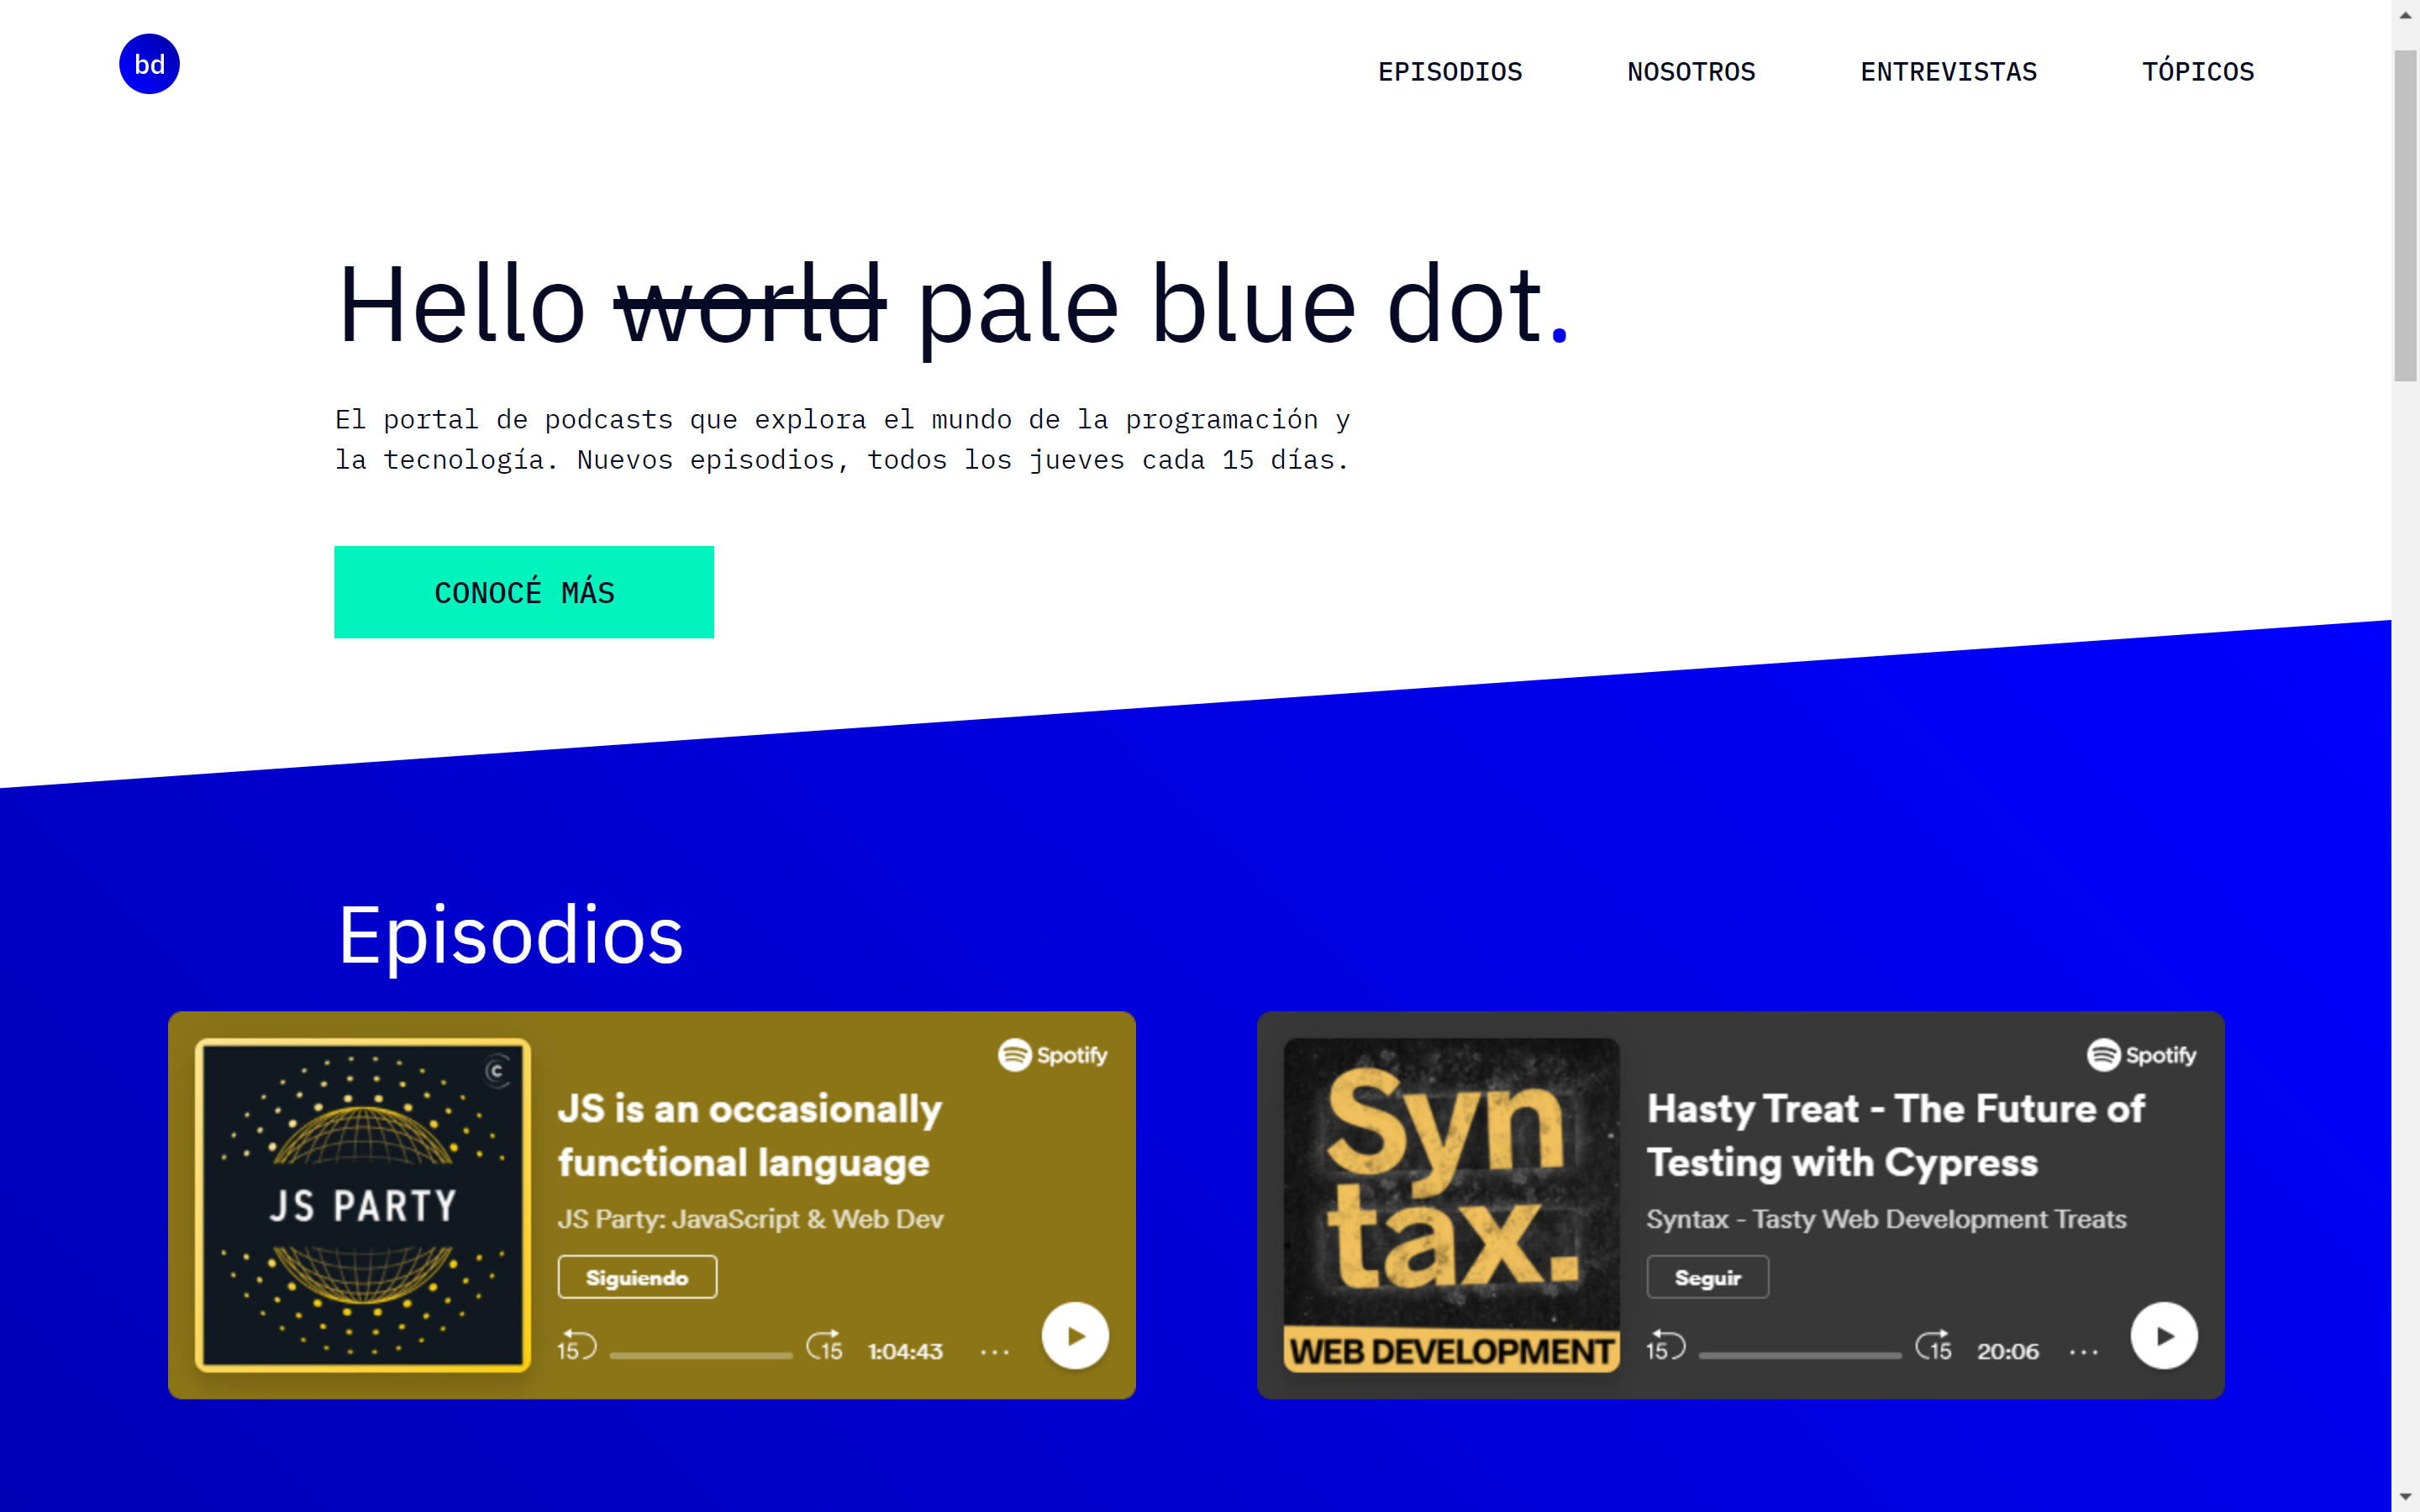 bd
EPISODIOS NOSOTROS ENTREVISTAS TÓPICOS
Hello world pale blue dot.
El portal de podcasts que explora el mundo de la programación y
la tecnología. Nuevos episodios, todos los jueves cada 15 días.
CONOCÉ MÁS
Episodios
C
JS PARTY
Spotify
JS is an occasionally
functional language
JS Party: JavaScript & Web Dev
Siguiendo
15 15 1:04:43 ...
Syn
tax.
WEB DEVELOPMENT
Spotify
Hasty Treat - The Future of
Testing with Cypress
Syntax - Tasty Web Development Treats
Seguir
15 15 20:06 ...